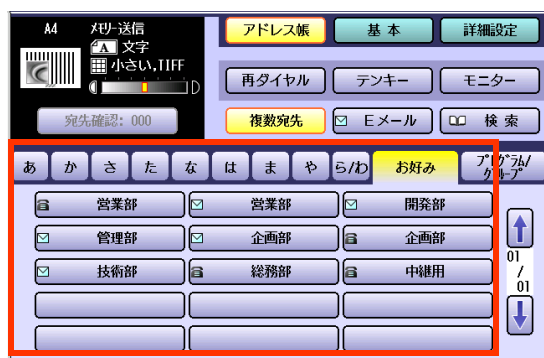 A4 ﾒﾓﾘｰ送信
A 文字
小さい,TIFF
D
宛先確認: 000
アドレス帳 基本 詳細設定
再ダイヤル テンキー モニター
複数宛先 Eメール 検索
あ か さ た な は ま や ら/わ お好み ﾌﾟﾛｸﾞﾗﾑ/
ｸﾞﾙｰﾌﾟ
営業部 営業部 開発部
管理部 企画部 企画部
技術部 総務部 中継用
01
/
01